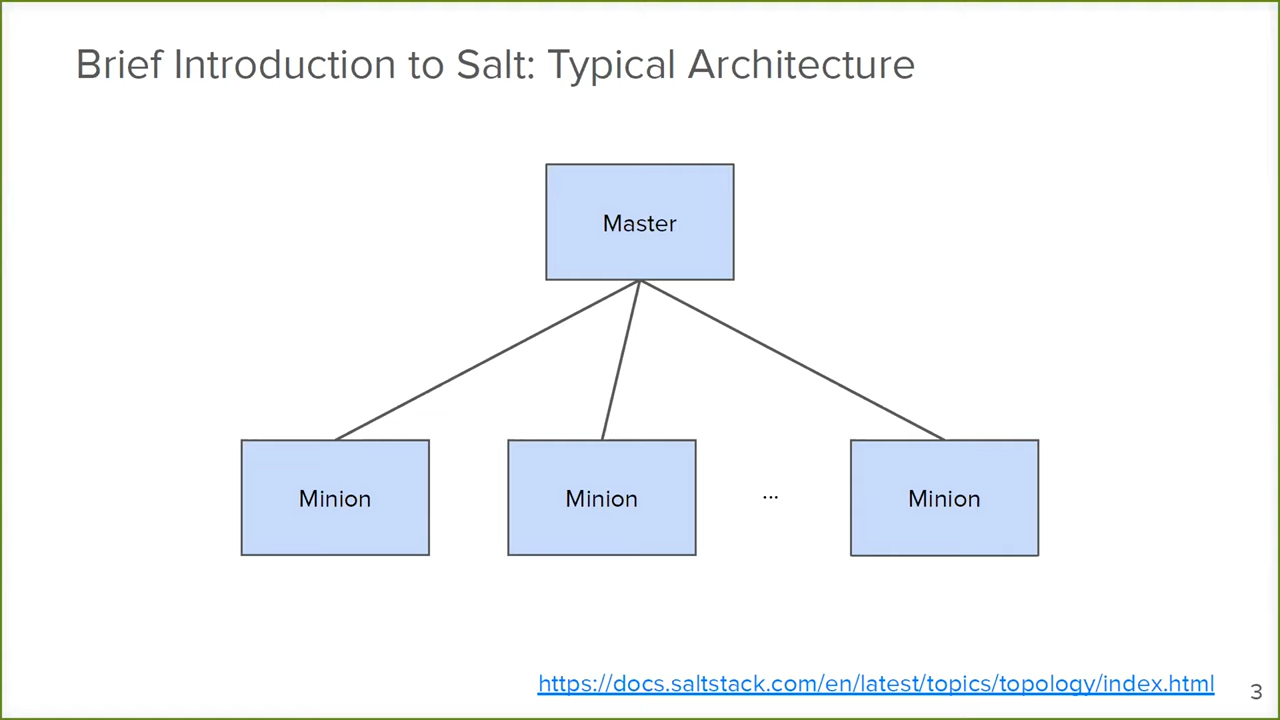 Brief Introduction to Salt: Typical Architecture
Master
Minion
Minion
...
Minion
https://docs.saltstack.com/en/latest/topics/topology/index.html
3